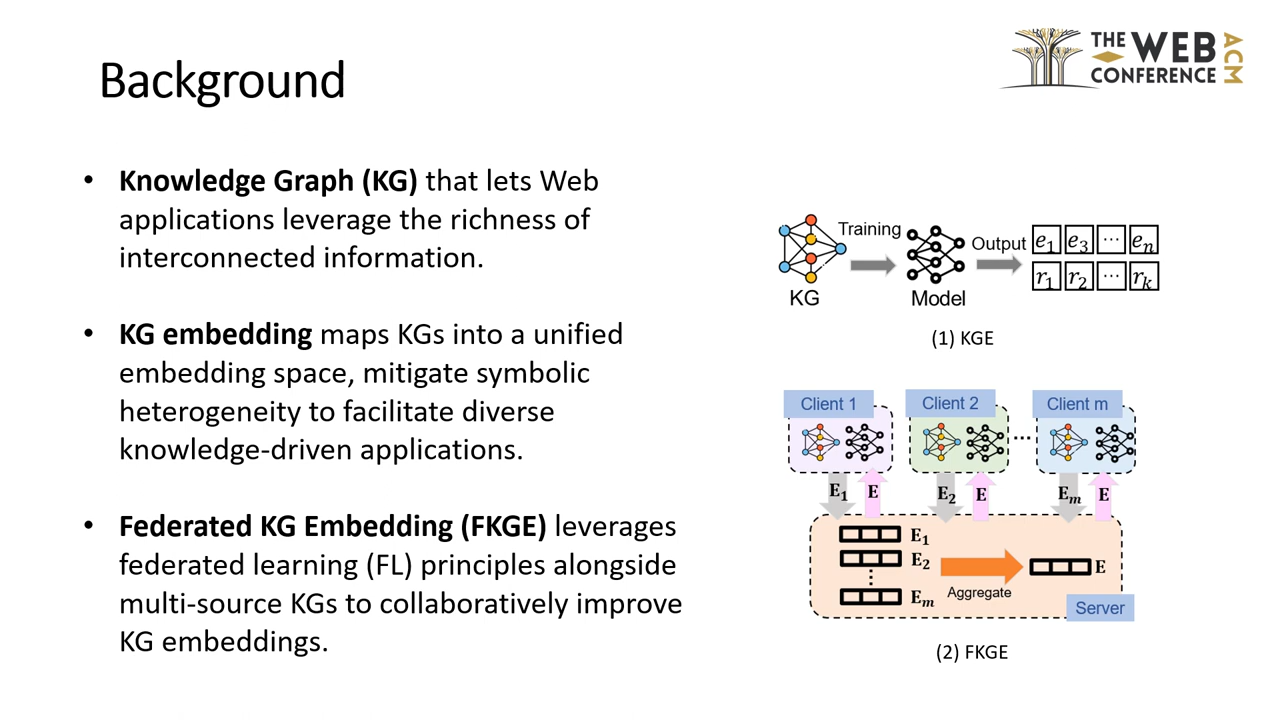 Background
THE WEB
CONFERENCE
ACM
• Knowledge Graph (KG) that lets Web
applications leverage the richness of
interconnected information.
• KG embedding maps KGs into a unified
embedding space, mitigate symbolic
heterogeneity to facilitate diverse
knowledge-driven applications.
• Federated KG Embedding (FKGE) leverages
federated learning (FL) principles alongside
multi-source KGs to collaboratively improve
KG embeddings.
Training
Output
e₁ e₃ ⋯ eₙ
r₁ r₂ ⋯ rₖ
KG
Model
(1) KGE
Client 1
Client 2
Client m
⋯
E₁ E
E₂ E
Eₘ E
E₁
E₂
⋮
Eₘ
Aggregate
E
Server
(2) FKGE